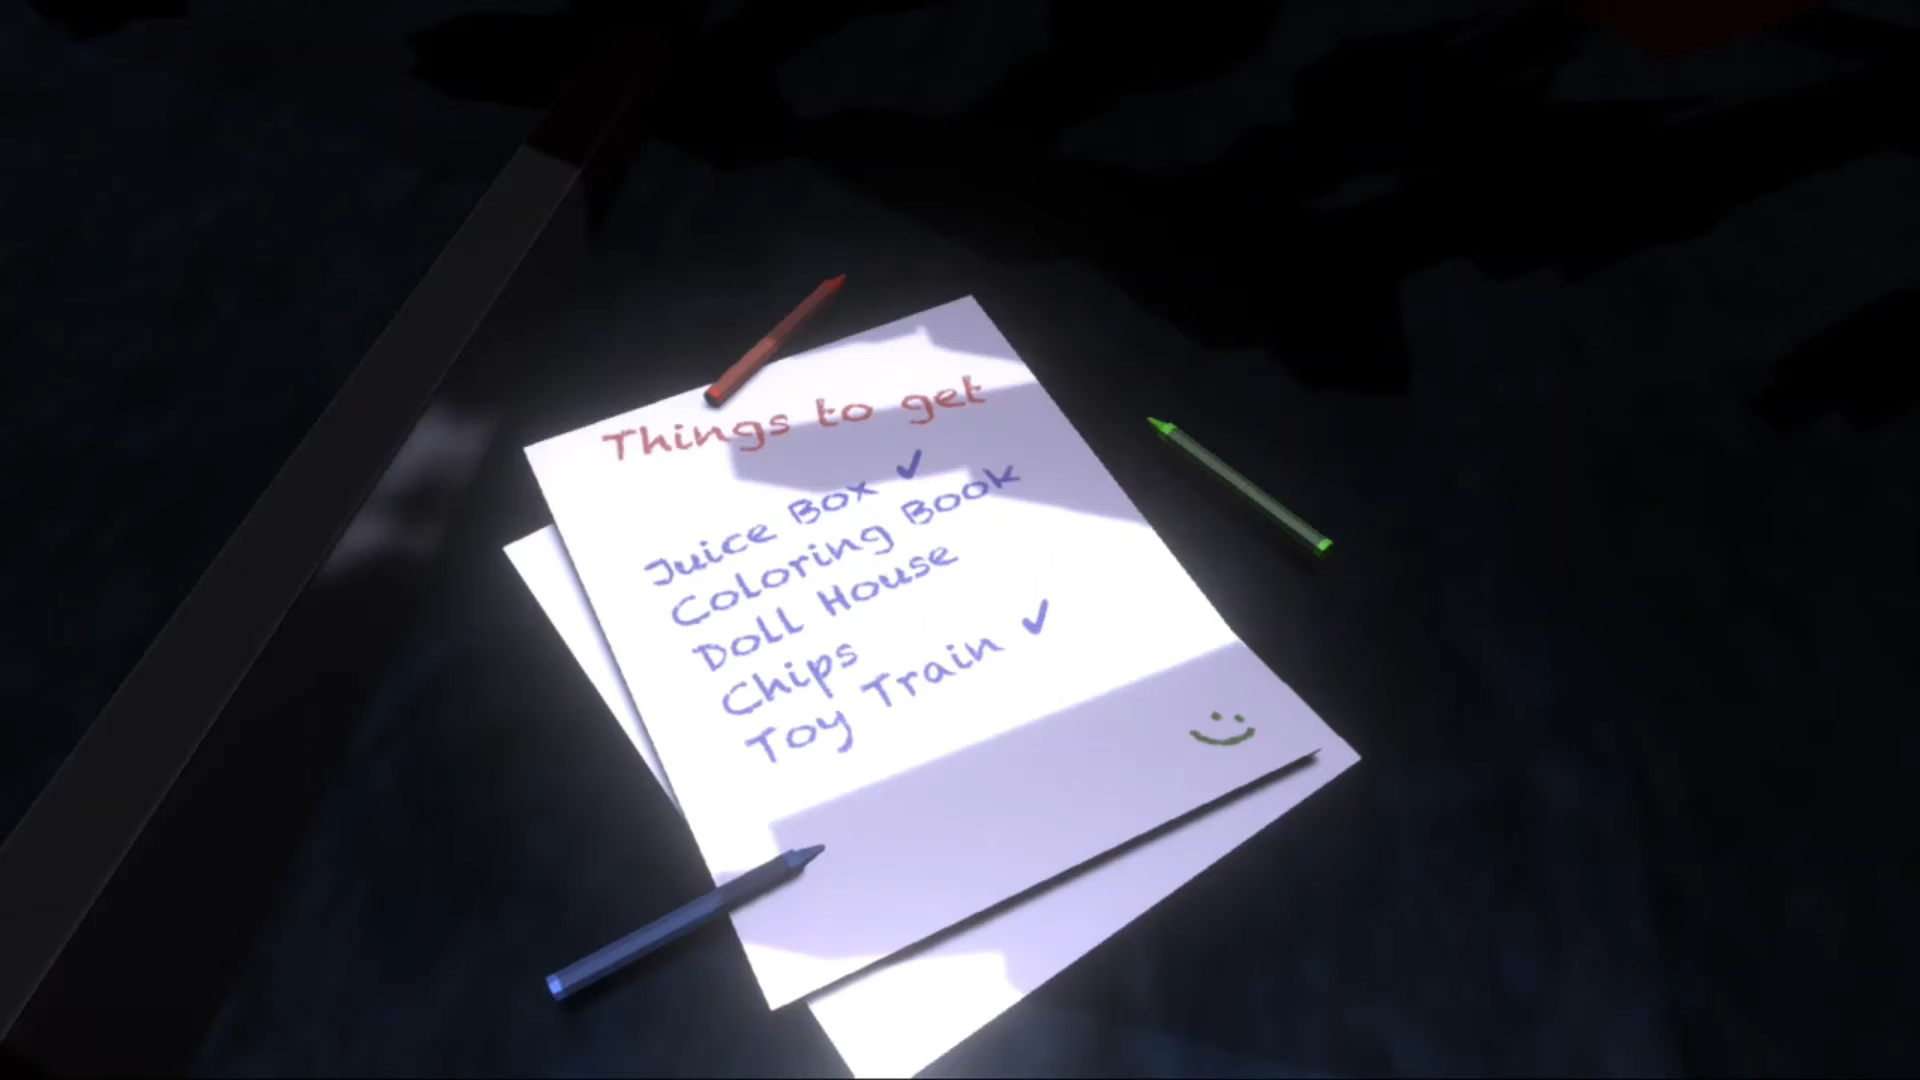 Things to get
Juice Box ✓
Coloring Book
Doll House
Chips
Toy Train ✓